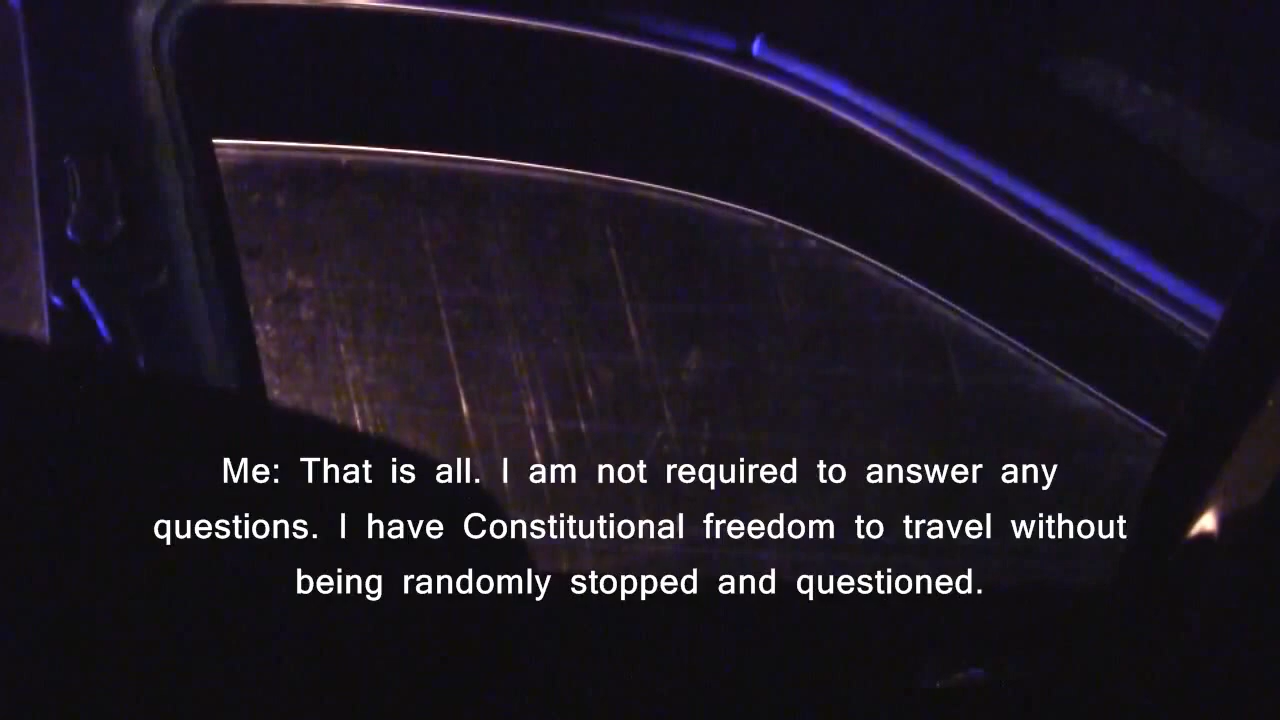 Me: That is all. I am not required to answer any
questions. I have Constitutional freedom to travel without
being randomly stopped and questioned.